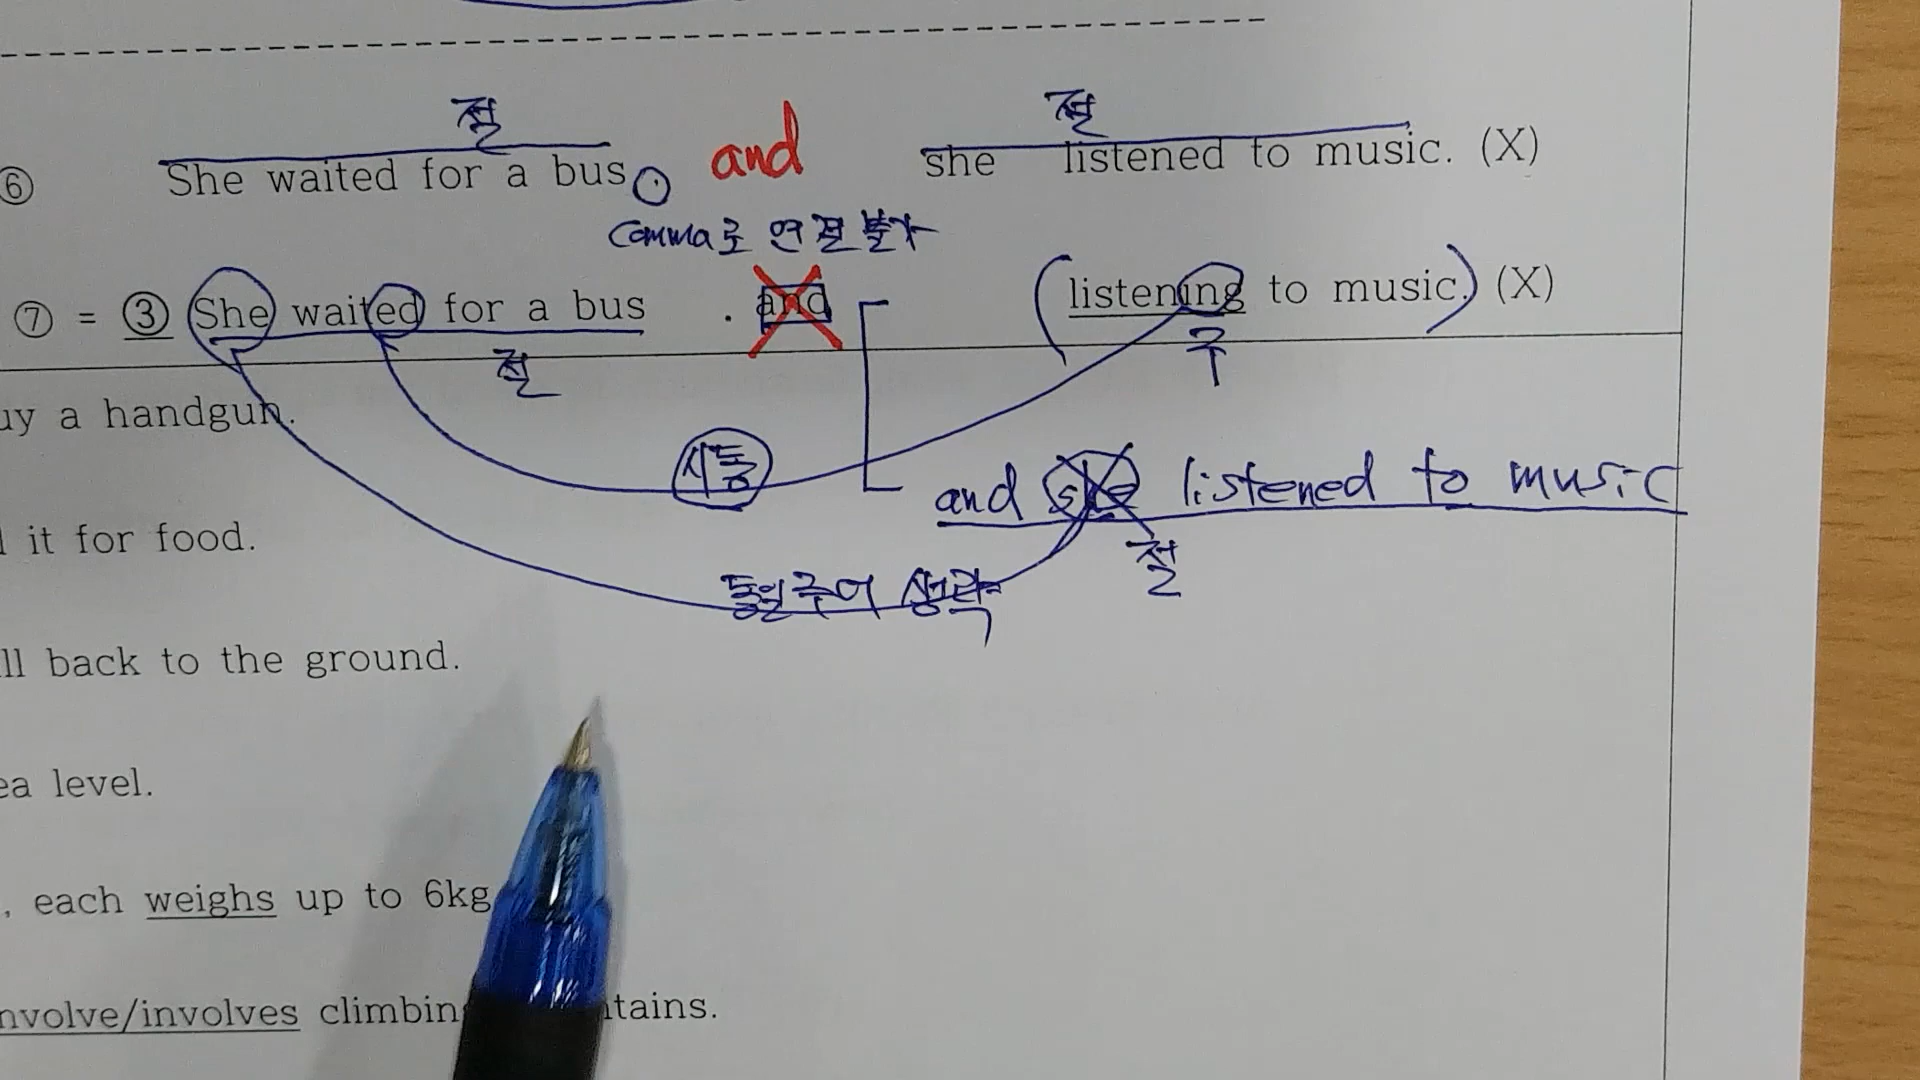 절 절
⑥ She waited for a bus. and she listened to music. (X)
Comma로 연결 불가
⑦ = ③ She waited for a bus . and listening to music. (X)
절 구
uy a handgun.
시동
and she listened to music
it for food.
절
동일주어 생략
ll back to the ground.
ea level.
, each weighs up to 6kg
nvolve/involves climbing tains.